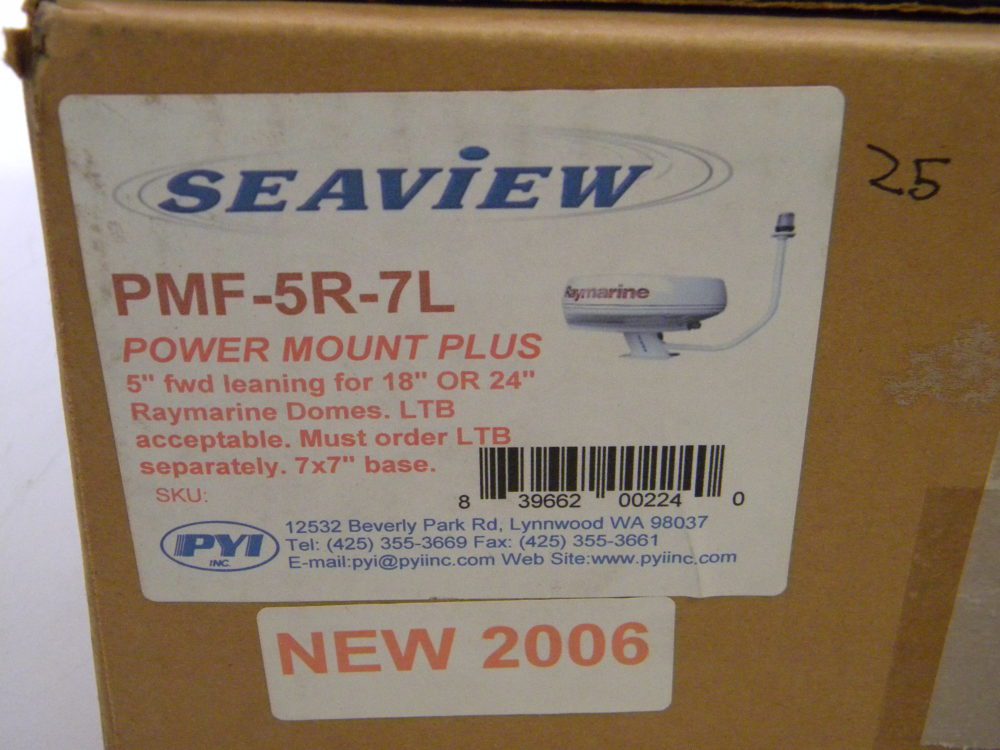 SEAVIEW
25
PMF-5R-7L
Raymarine
POWER MOUNT PLUS
5" fwd leaning for 18" OR 24"
Raymarine Domes. LTB
acceptable. Must order LTB
separately. 7x7" base.
SKU:
8 39662 00224 0
PYI
INC.
12532 Beverly Park Rd, Lynnwood WA 98037
Tel: (425) 355-3669 Fax: (425) 355-3661
E-mail:pyi@pyiinc.com Web Site:www.pyiinc.com
NEW 2006